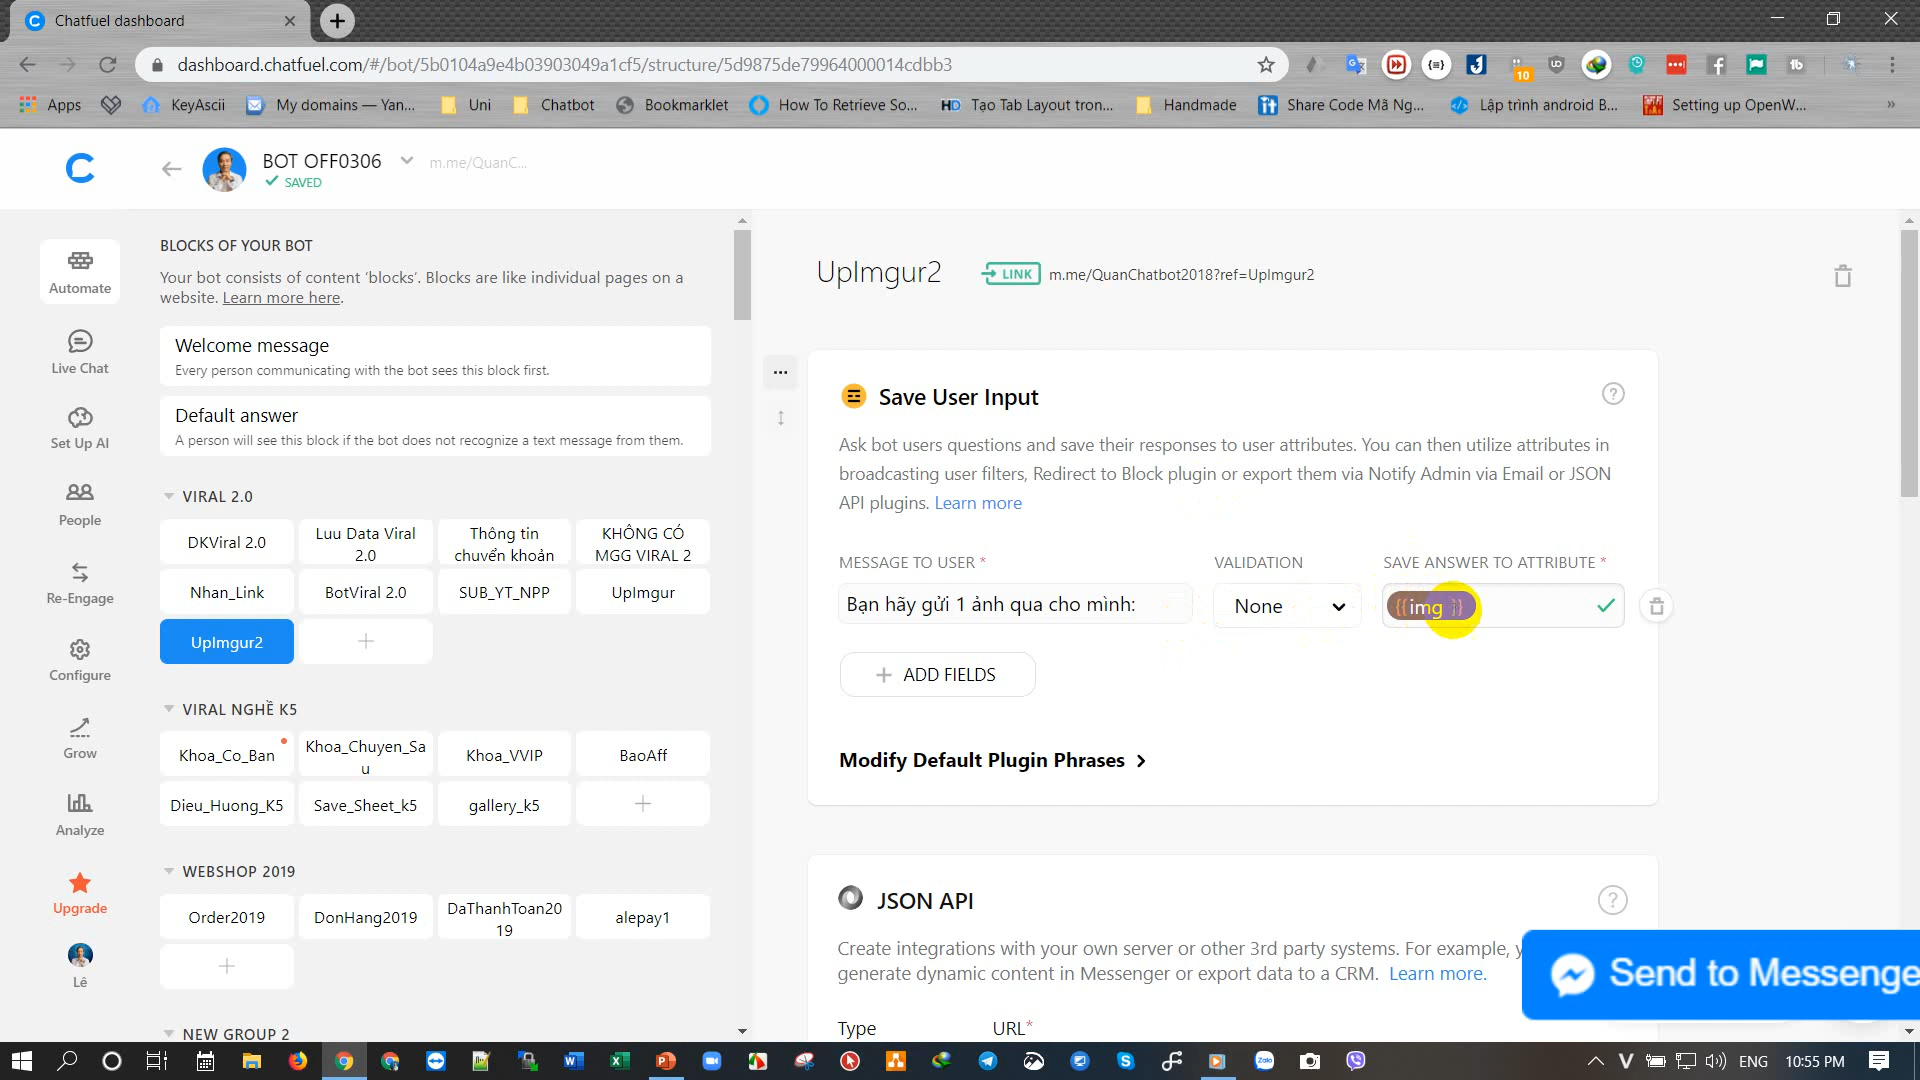 Chatfuel dashboard
dashboard.chatfuel.com/#/bot/5b0104a9e4b03903049a1cf5/structure/5d9875de79964000014cdbb3
10
Apps
KeyAscii
My domains — Yan...
Uni
Chatbot
Bookmarklet
How To Retrieve So...
HD Tạo Tab Layout tron...
Handmade
Share Code Mã Ng...
Lập trình android B...
Setting up OpenW...
BOT OFF0306
m.me/QuanC...
SAVED
Automate
Live Chat
Set Up AI
People
Re-Engage
Configure
Grow
Analyze
Upgrade
Lê
BLOCKS OF YOUR BOT
Your bot consists of content ‘blocks’. Blocks are like individual pages on a
website. Learn more here.
Welcome message
Every person communicating with the bot sees this block first.
Default answer
A person will see this block if the bot does not recognize a text message from them.
VIRAL 2.0
DKViral 2.0
Luu Data Viral 2.0
Thông tin chuyển khoản
KHÔNG CÓ MGG VIRAL 2
Nhan_Link
BotViral 2.0
SUB_YT_NPP
UpImgur
UpImgur2
VIRAL NGHỀ K5
Khoa_Co_Ban
Khoa_Chuyen_Sau
Khoa_VVIP
BaoAff
Dieu_Huong_K5
Save_Sheet_k5
gallery_k5
WEBSHOP 2019
Order2019
DonHang2019
DaThanhToan2019
alepay1
NEW GROUP 2
UpImgur2
LINK
m.me/QuanChatbot2018?ref=UpImgur2
Save User Input
Ask bot users questions and save their responses to user attributes. You can then utilize attributes in
broadcasting user filters, Redirect to Block plugin or export them via Notify Admin via Email or JSON
API plugins. Learn more
MESSAGE TO USER *
VALIDATION
SAVE ANSWER TO ATTRIBUTE *
Bạn hãy gửi 1 ảnh qua cho mình:
None
{{img }}
ADD FIELDS
Modify Default Plugin Phrases
JSON API
Create integrations with your own server or other 3rd party systems. For example, y
generate dynamic content in Messenger or export data to a CRM. Learn more.
Type
URL*
Send to Messenge
ENG
10:55 PM